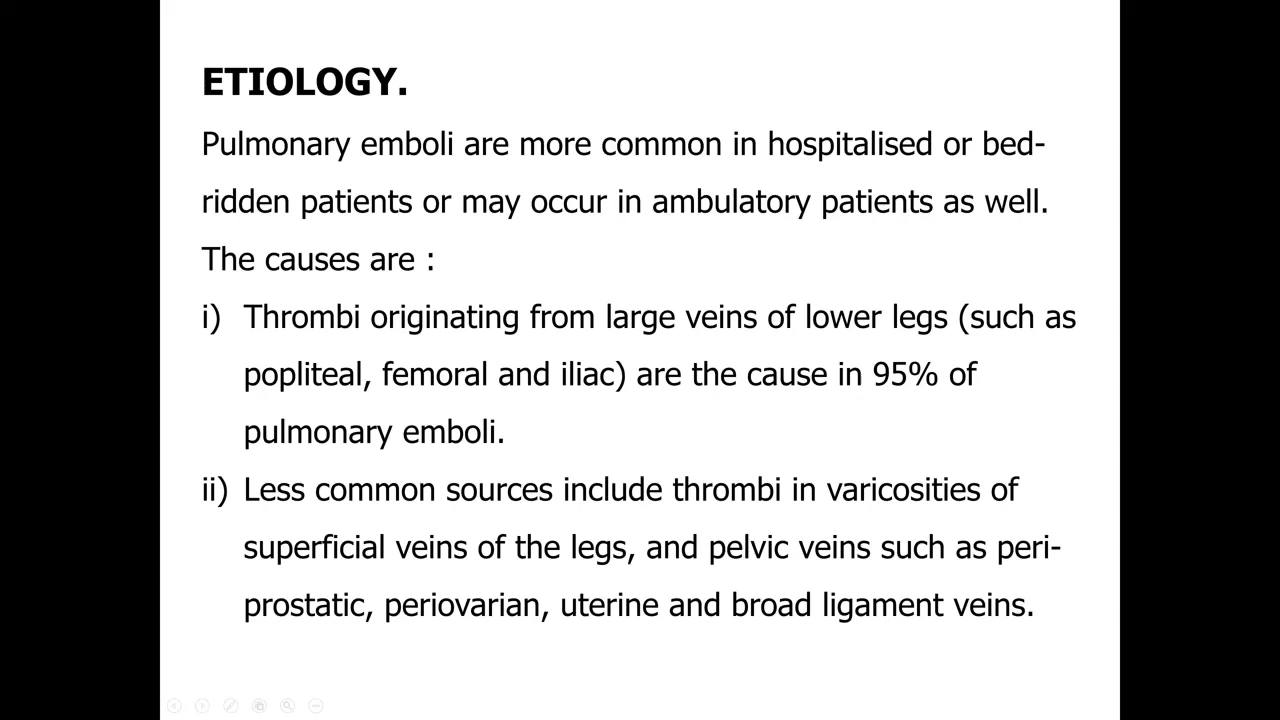 ETIOLOGY.
Pulmonary emboli are more common in hospitalised or bed-
ridden patients or may occur in ambulatory patients as well.
The causes are :
i) Thrombi originating from large veins of lower legs (such as
popliteal, femoral and iliac) are the cause in 95% of
pulmonary emboli.
ii) Less common sources include thrombi in varicosities of
superficial veins of the legs, and pelvic veins such as peri-
prostatic, periovarian, uterine and broad ligament veins.